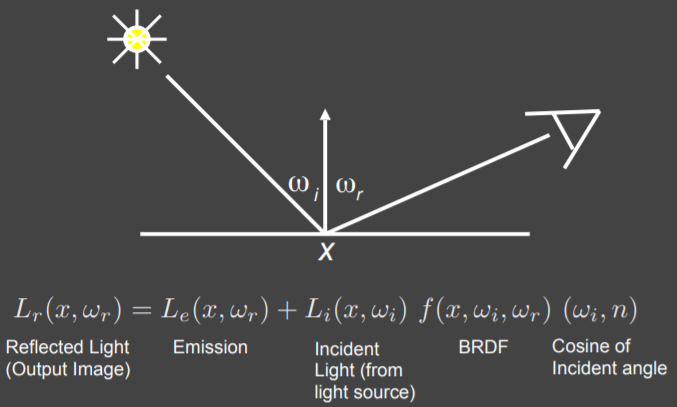 ω_i ω_r
x
L_r(x, ω_r) = L_e(x, ω_r) + L_i(x, ω_i) f(x, ω_i, ω_r) (ω_i, n)
Reflected Light
(Output Image)
Emission
Incident
Light (from
light source)
BRDF
Cosine of
Incident angle